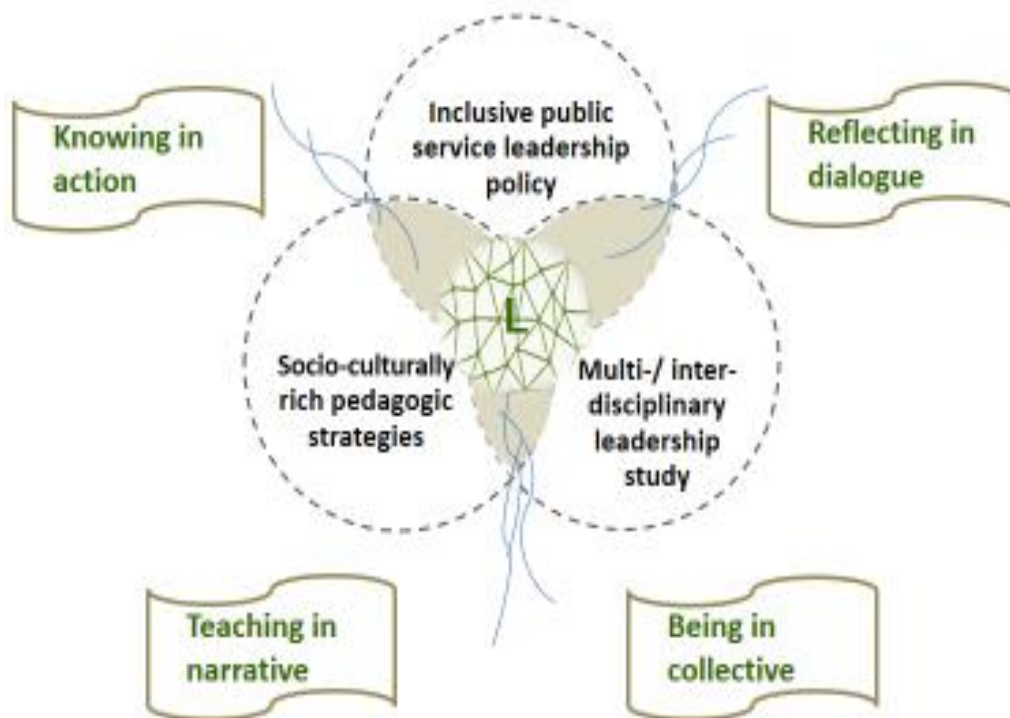 Inclusive public
service leadership
policy
Knowing in
action
Reflecting in
dialogue
L
Socio-culturally
rich pedagogic
strategies
Multi-/ inter-
disciplinary
leadership
study
Teaching in
narrative
Being in
collective